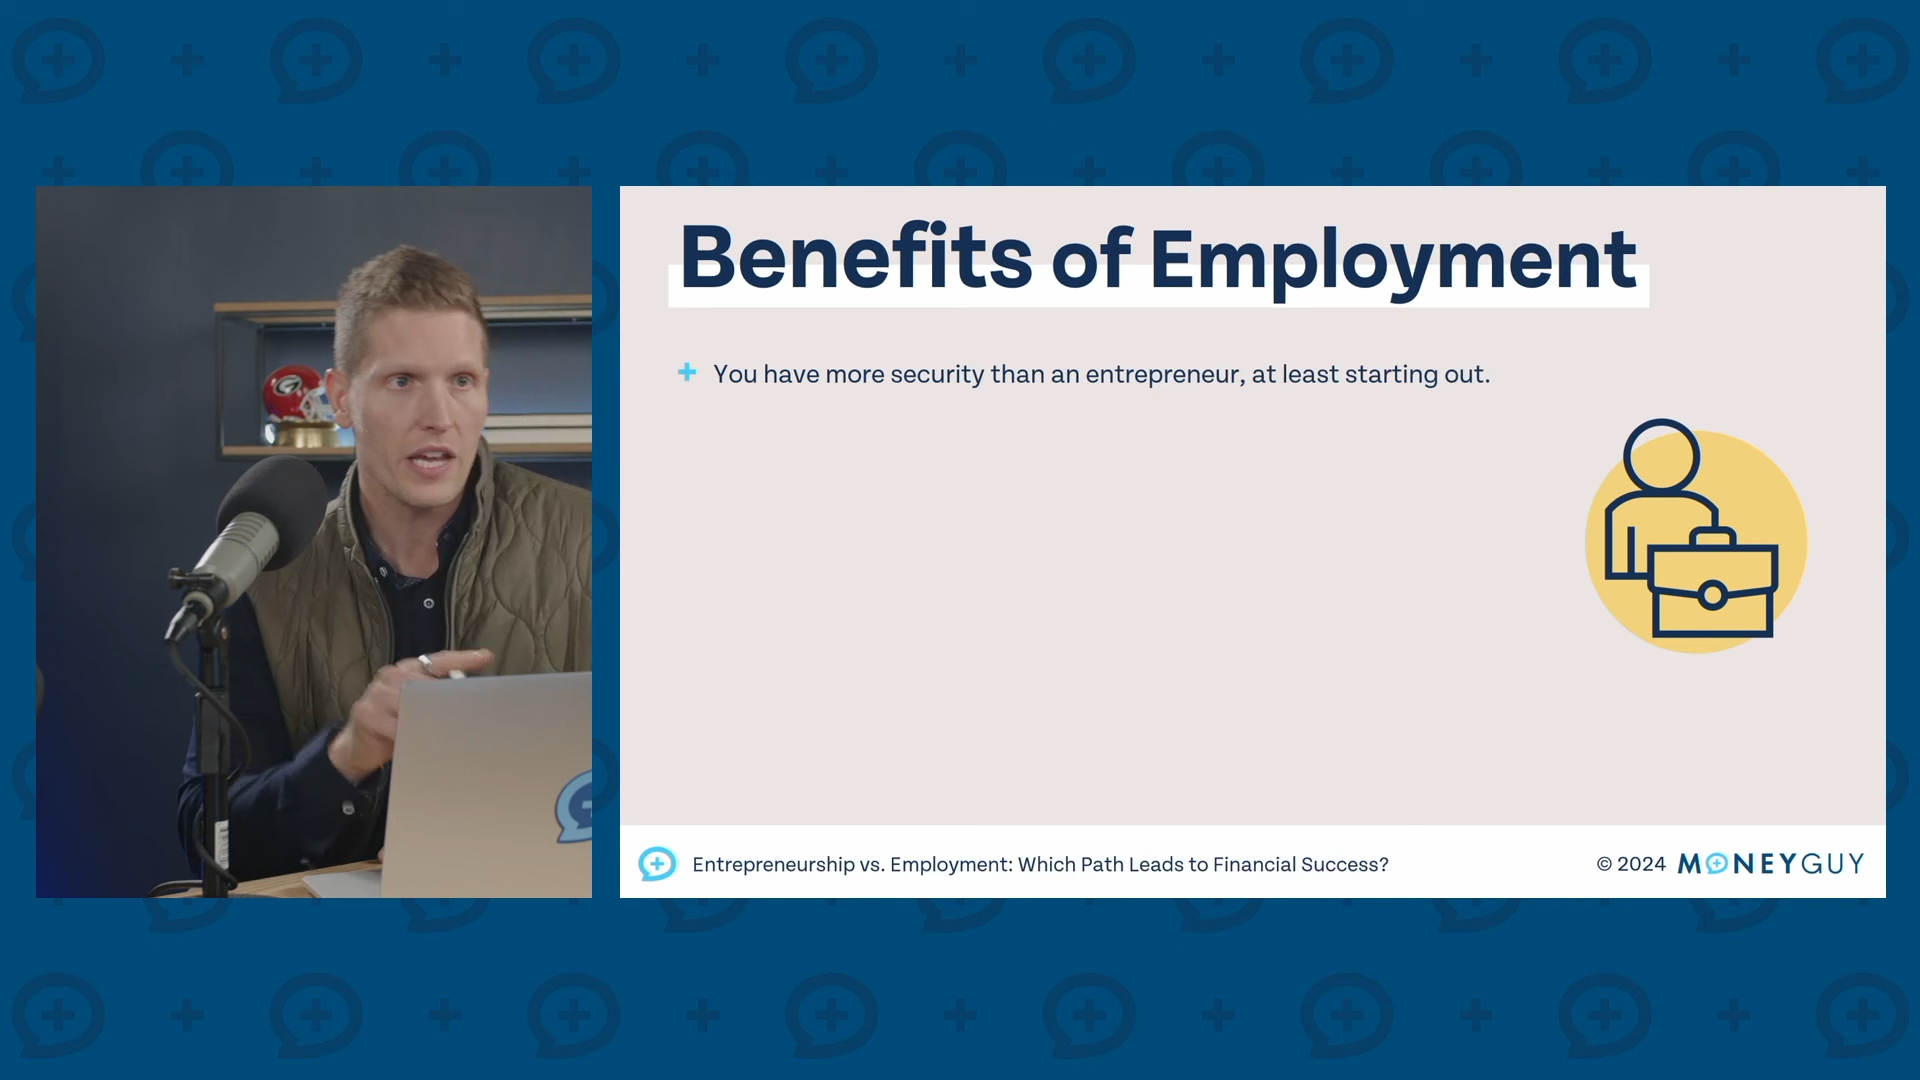 Benefits of Employment
+ You have more security than an entrepreneur, at least starting out.
Entrepreneurship vs. Employment: Which Path Leads to Financial Success?
© 2024 MONEYGUY
G